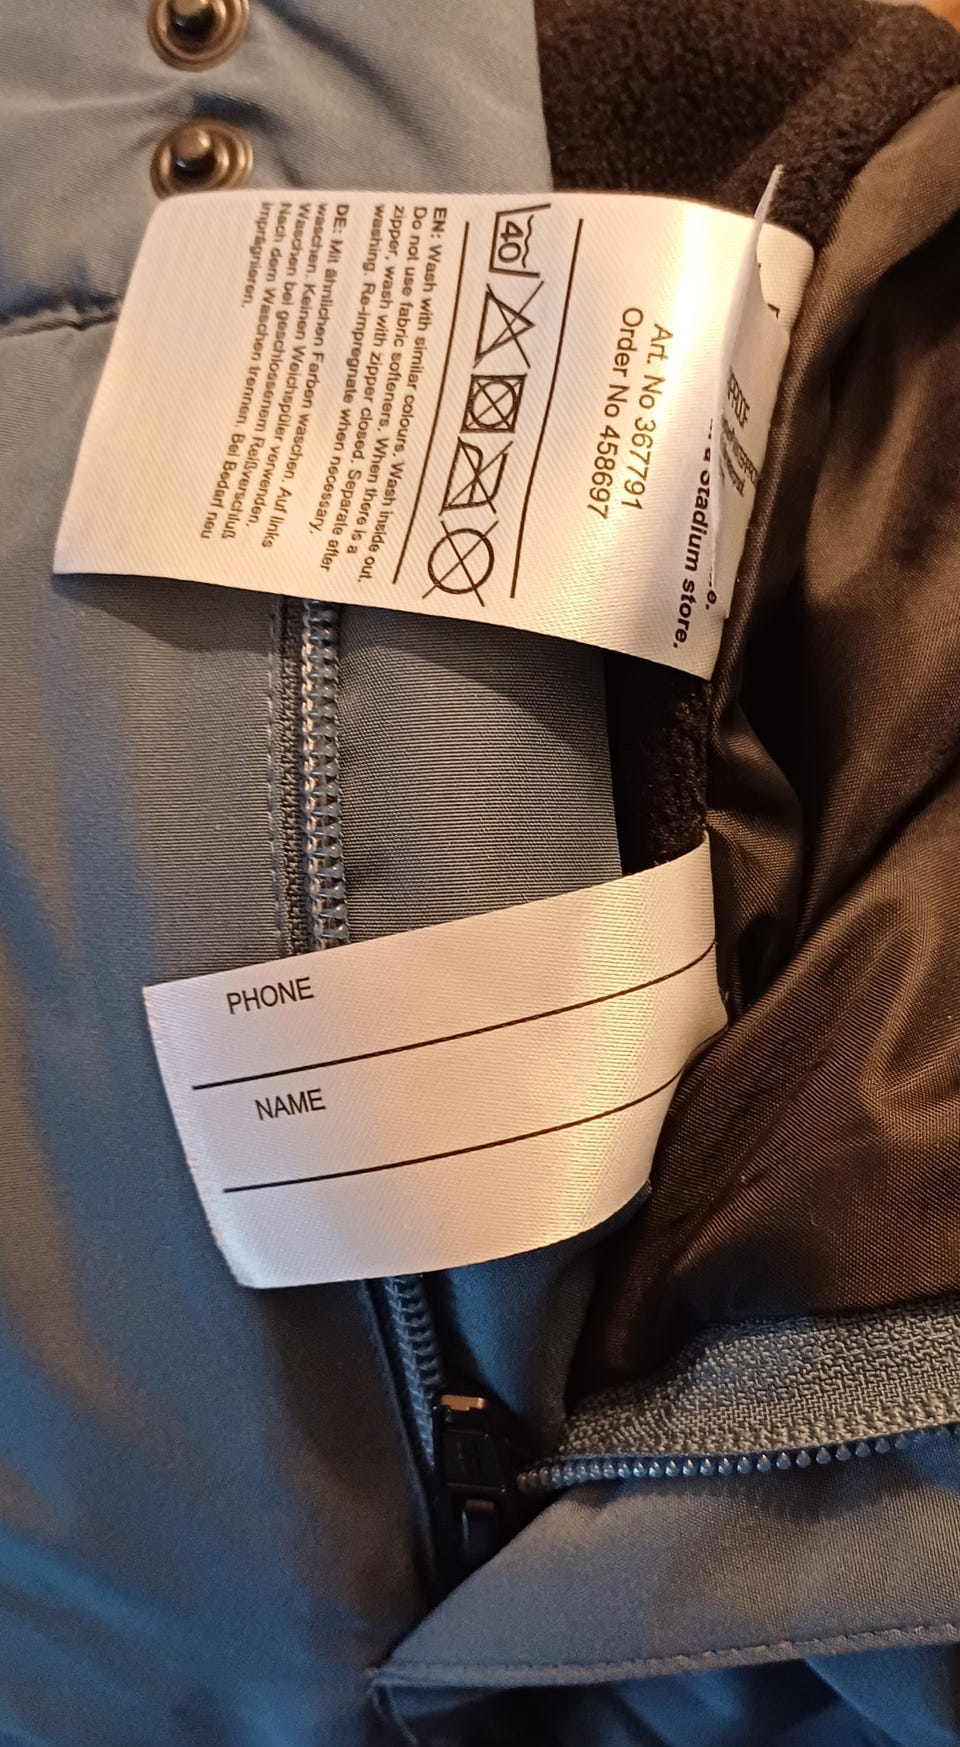 Stadium store.
Art. No 367791
Order No 458697
40
EN: Wash with similar colours. Wash inside out.
Do not use fabric softeners. When there is a
zipper, wash with zipper closed. Separate after
washing. Re-impregnate when necessary.
DE: Mit ähnlichen Farben waschen. Auf links
waschen. Keinen Weichspüler verwenden.
Waschen bei geschlossenem Reißverschluß
Nach dem Waschen trennen. Bei Bedarf neu
imprägnieren.
PHONE
NAME